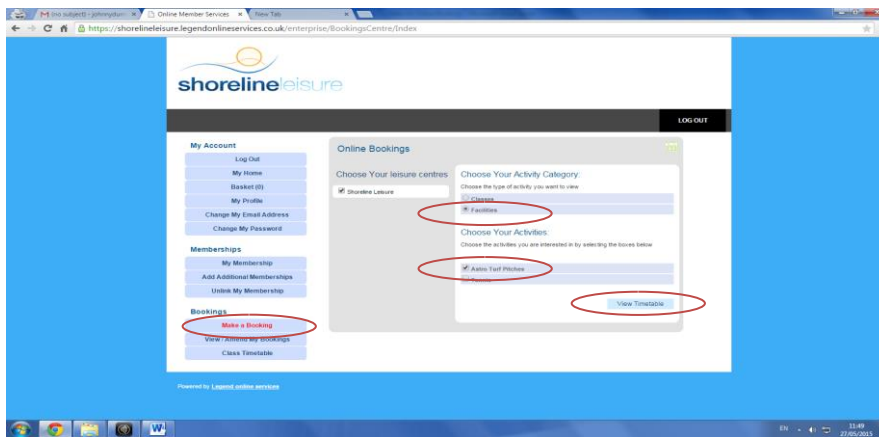 (no subject) - johnnydun
Online Member Services
New Tab
https://shorelineleisure.legendonlineservices.co.uk/enterprise/BookingsCentre/Index
shorelineleisure
LOG OUT
My Account
Log Out
My Home
Basket (0)
My Profile
Change My Email Address
Change My Password
Memberships
My Membership
Add Additional Memberships
Unlink My Membership
Bookings
Make a Booking
View / Amend My Bookings
Class Timetable
Online Bookings
Choose Your leisure centres
Shoreline Leisure
Choose Your Activity Category:
Choose the type of activity you want to view
Classes
Facilities
Choose Your Activities:
Choose the activities you are interested in by selecting the boxes below
Astro Turf Pitches
View Timetable
Powered by Legend online services
EN
11:49
27/05/2015